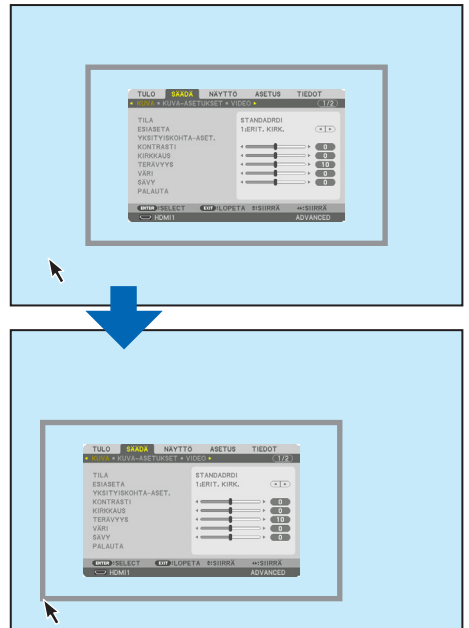 TULO SÄÄDÄ NÄYTTÖ ASETUS TIEDOT
KUVA • KUVA-ASETUKSET • VIDEO (1/2)
TILA STANDADRDI
ESIASETA 1:ERIT. KIRK.
YKSITYISKOHTA-ASET.
KONTRASTI 0
KIRKKAUS 0
TERÄVYYS 10
VÄRI 0
SÄVY 0
PALAUTA
ENTER:SELECT EXIT:LOPETA :SIIRRÄ :SIIRRÄ
HDMI1 ADVANCED
TULO SÄÄDÄ NÄYTTÖ ASETUS TIEDOT
KUVA • KUVA-ASETUKSET • VIDEO (1/2)
TILA STANDADRDI
ESIASETA 1:ERIT. KIRK.
YKSITYISKOHTA-ASET.
KONTRASTI 0
KIRKKAUS 0
TERÄVYYS 10
VÄRI 0
SÄVY 0
PALAUTA
ENTER:SELECT EXIT:LOPETA :SIIRRÄ :SIIRRÄ
HDMI1 ADVANCED